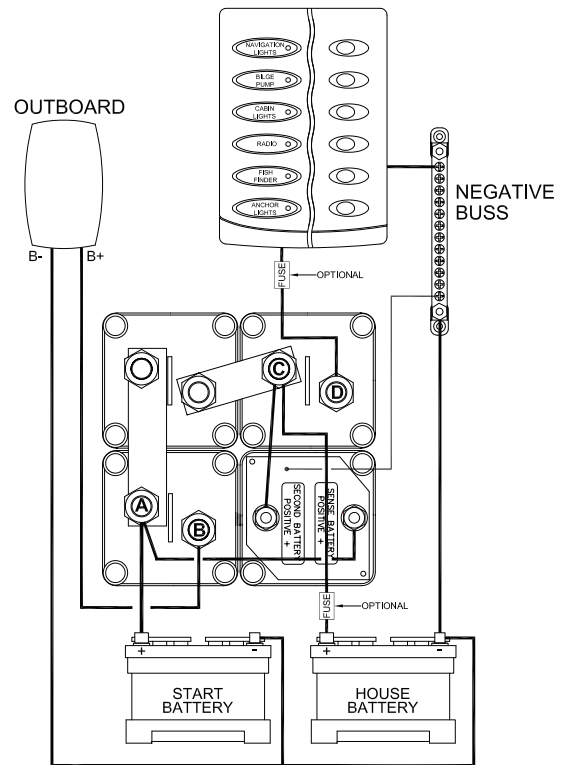 NAVIGATION
LIGHTS
BILGE
PUMP
CABIN
LIGHTS
RADIO
FISH
FINDER
ANCHOR
LIGHTS
OUTBOARD
B-
B+
NEGATIVE
BUSS
FUSE
OPTIONAL
C
D
A
B
SECOND BATTERY
POSITIVE +
SENSE BATTERY
POSITIVE +
FUSE
OPTIONAL
+
-
START
BATTERY
+
-
HOUSE
BATTERY